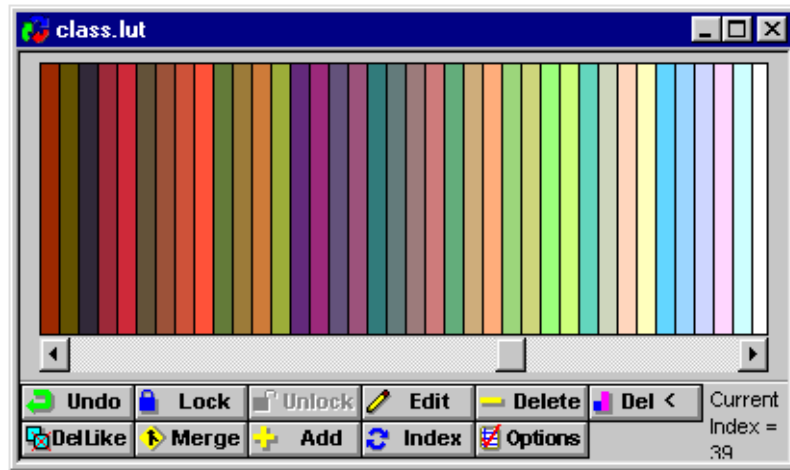 class.lut
Undo Lock Unlock Edit Delete Del < Current
DelLike Merge Add Index Options Index =
39